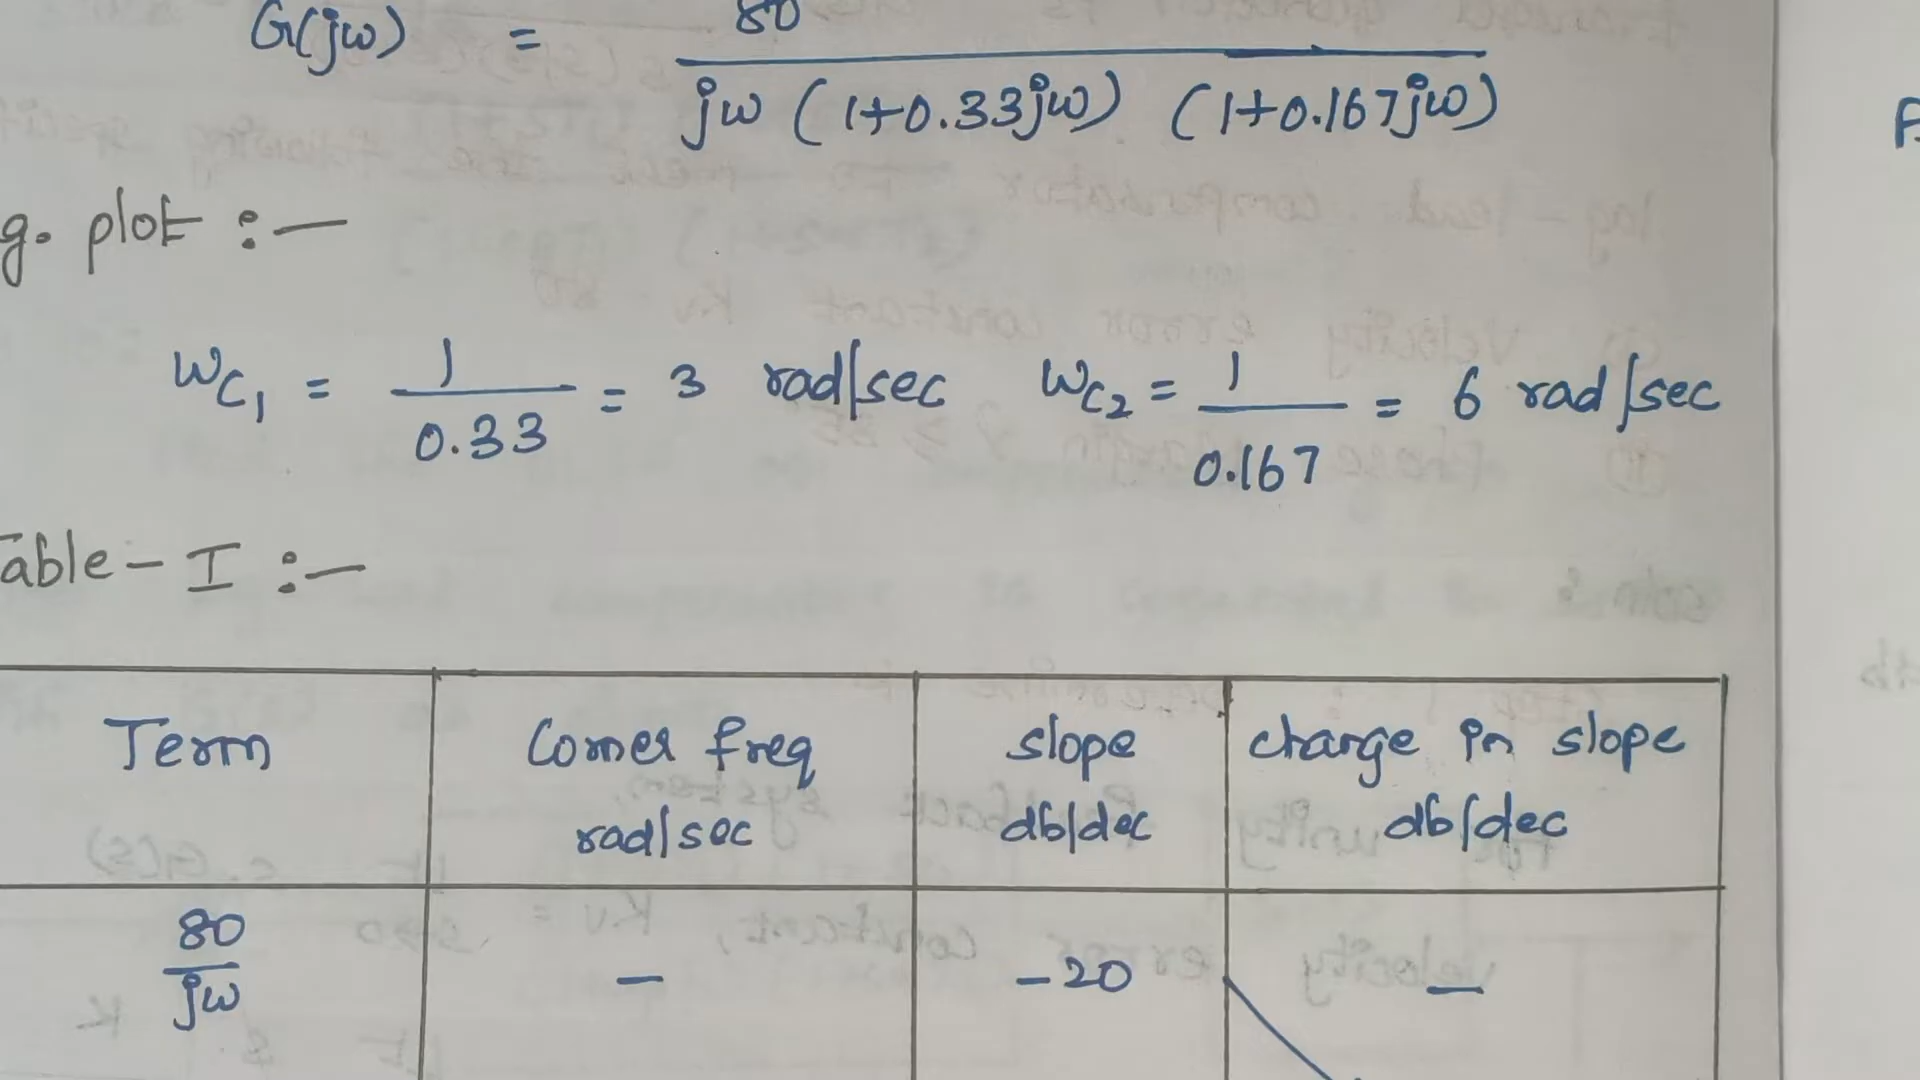 G(jω) = 80
jω (1+0.33jω) (1+0.167jω)
g. plot :—
ωc1 = 1/0.33 = 3 rad/sec ωc2 = 1/0.167 = 6 rad/sec
able - I :—
Term Corner freq rad/sec slope db/dec change in slope db/dec
80/jω — -20 —